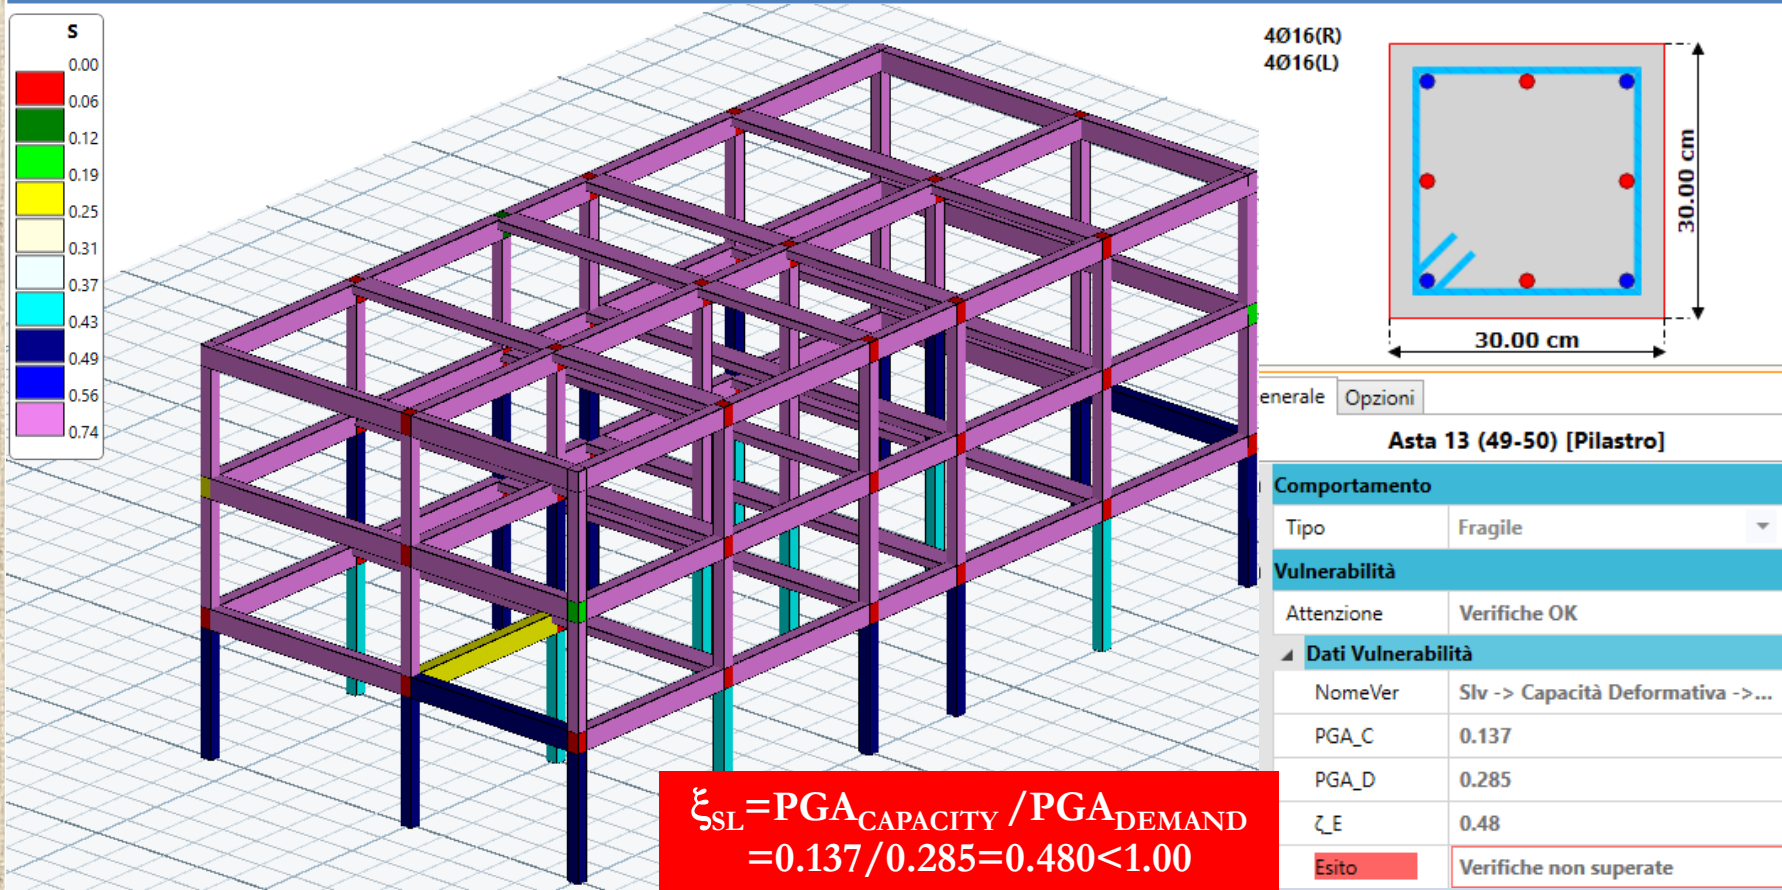 S
0.00
0.06
0.12
0.19
0.25
0.31
0.37
0.43
0.49
0.56
0.74
4Ø16(R)
4Ø16(L)
30.00 cm
30.00 cm
enerale
Opzioni
Asta 13 (49-50) [Pilastro]
Comportamento
Tipo Fragile
Vulnerabilità
Attenzione Verifiche OK
Dati Vulnerabilità
NomeVer Slv -> Capacità Deformativa ->...
PGA_C 0.137
PGA_D 0.285
ζ_E 0.48
Esito Verifiche non superate
ξSL=PGACAPACITY /PGADEMAND
=0.137/0.285=0.480<1.00